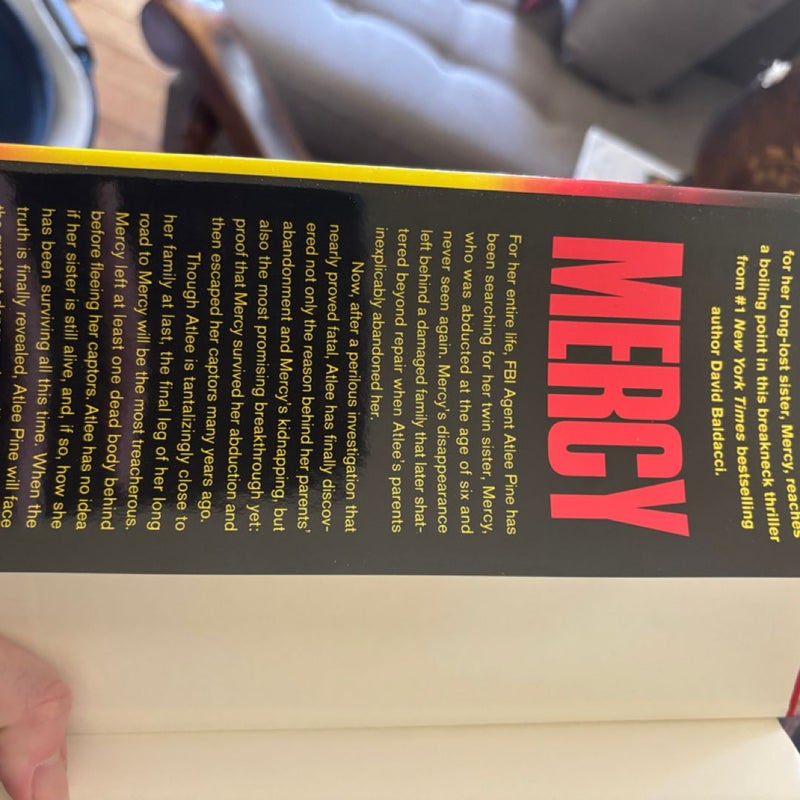 for her long-lost sister, Mercy, reaches
a boiling point in this breakneck thriller
from #1 New York Times bestselling
author David Baldacci.
MERCY
For her entire life, FBI Agent Atlee Pine has
been searching for her twin sister, Mercy,
who was abducted at the age of six and
never seen again. Mercy's disappearance
left behind a damaged family that later shat-
tered beyond repair when Atlee's parents
inexplicably abandoned her.
Now, after a perilous investigation that
nearly proved fatal, Atlee has finally discov-
ered not only the reason behind her parents'
abandonment and Mercy's kidnapping, but
also the most promising breakthrough yet:
proof that Mercy survived her abduction and
then escaped her captors many years ago.
Though Atlee is tantalizingly close to
her family at last, the final leg of her long
road to Mercy will be the most treacherous.
Mercy left at least one dead body behind
before fleeing her captors. Atlee has no idea
if her sister is still alive, and, if so, how she
has been surviving all this time. When the
truth is finally revealed, Atlee Pine will face